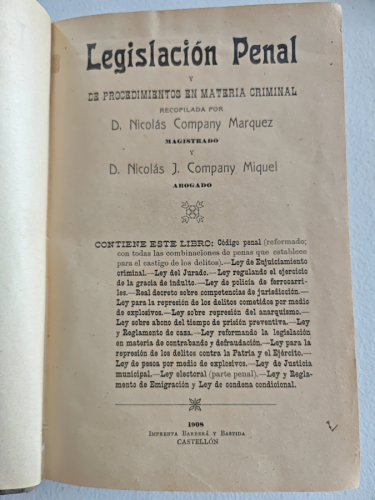 Legislación Penal
Y
DE PROCEDIMIENTOS EN MATERIA CRIMINAL
RECOPILADA POR
D. Nicolás Company Marquez
MAGISTRADO
Y
D. Nicolás J. Company Miquel
ABOGADO
CONTIENE ESTE LIBRO: Código penal (reformado;
con todas las combinaciones de penas que establece
para el castigo de los delitos).—Ley de Enjuiciamiento
criminal.—Ley del Jurado.—Ley regulando el ejercicio
de la gracia de indulto.—Ley de policía de ferrocarri-
les.—Real decreto sobre competencias de jurisdicción.—
Ley para la represión de los delitos cometidos por medio
de explosivos.—Ley sobre represión del anarquismo.—
Ley sobre abono del tiempo de prisión preventiva.—Ley
y Reglamento de caza.—Ley reformando la legislación
en materia de contrabando y defraudación.—Ley para la
represión de los delitos contra la Patria y el Ejército.—
Ley de pesca por medio de explosivos.—Ley de Justicia
municipal.—Ley electoral (parte penal).—Ley y Regla-
mento de Emigración y Ley de condena condicional.
1908
IMPRENTA BARBERÁ Y BASTIDA
CASTELLÓN